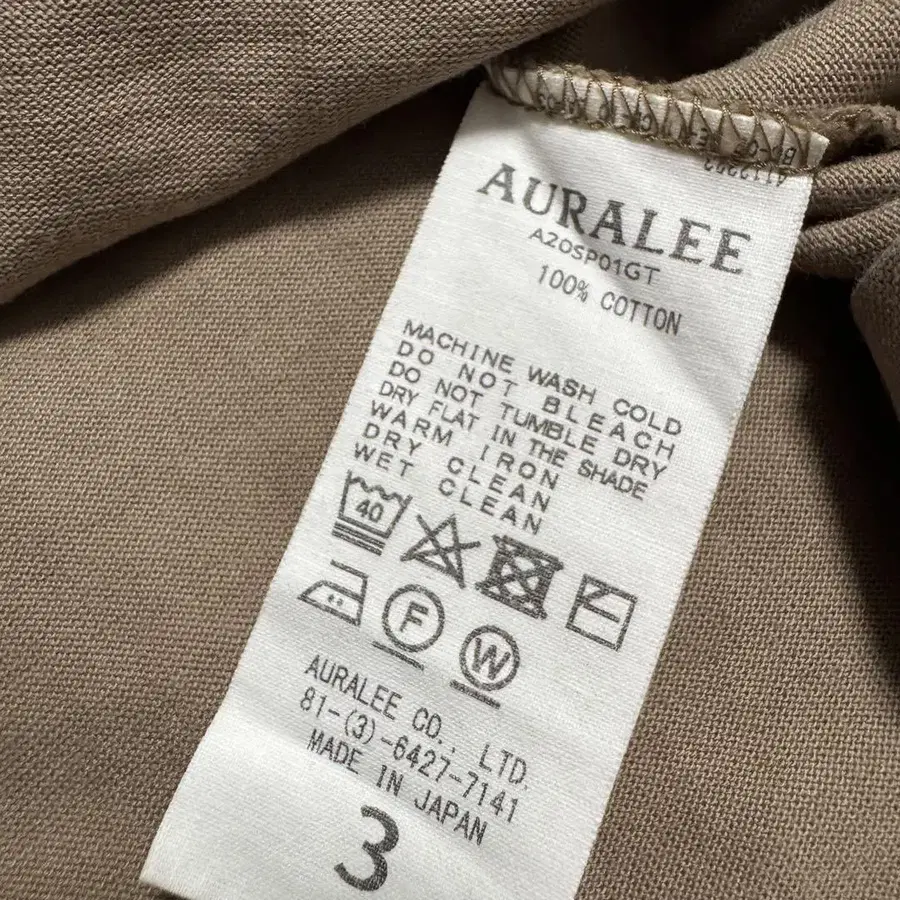 AURALEE
A20SP01GT
100% COTTON
MACHINE WASH COLD
DO NOT BLEACH
DO NOT TUMBLE DRY
DRY FLAT IN THE SHADE
WARM IRON
DRY CLEAN
WET CLEAN
40
F
W
AURALEE CO., LTD.
81-(3)-6427-7141
MADE IN JAPAN
3